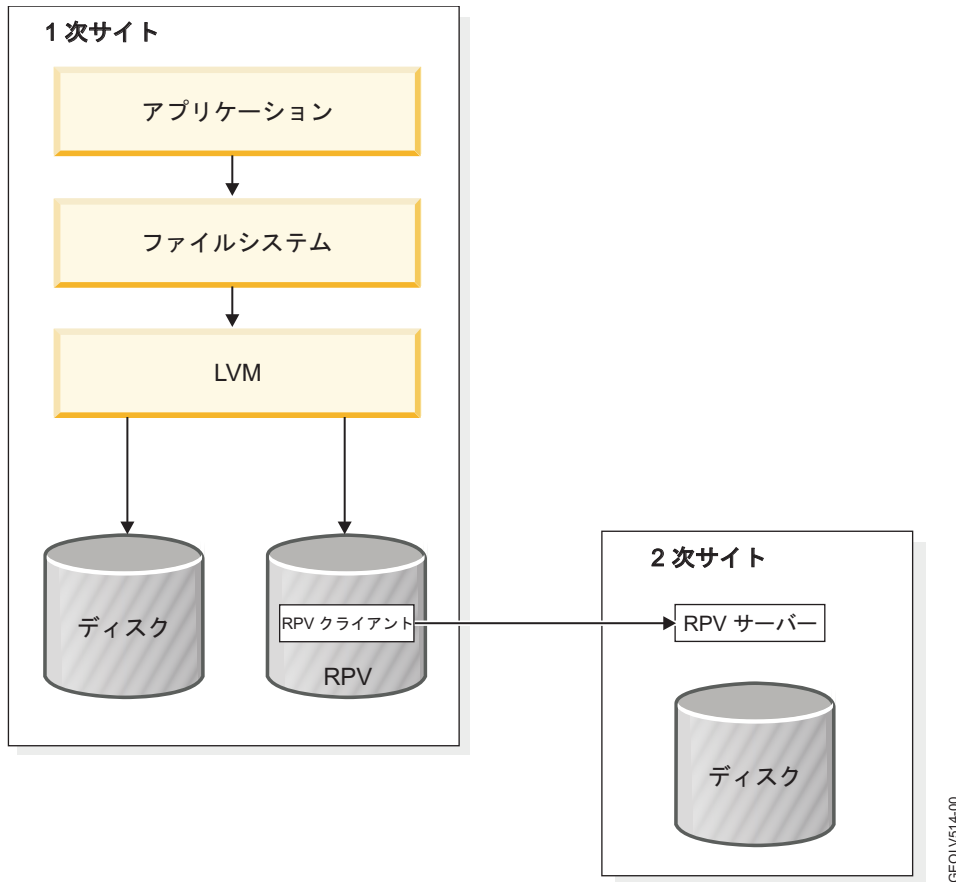 1 次サイト
アプリケーション
ファイルシステム
LVM
ディスク
RPV クライアント
RPV
2 次サイト
RPV サーバー
ディスク
GEOLV514-00